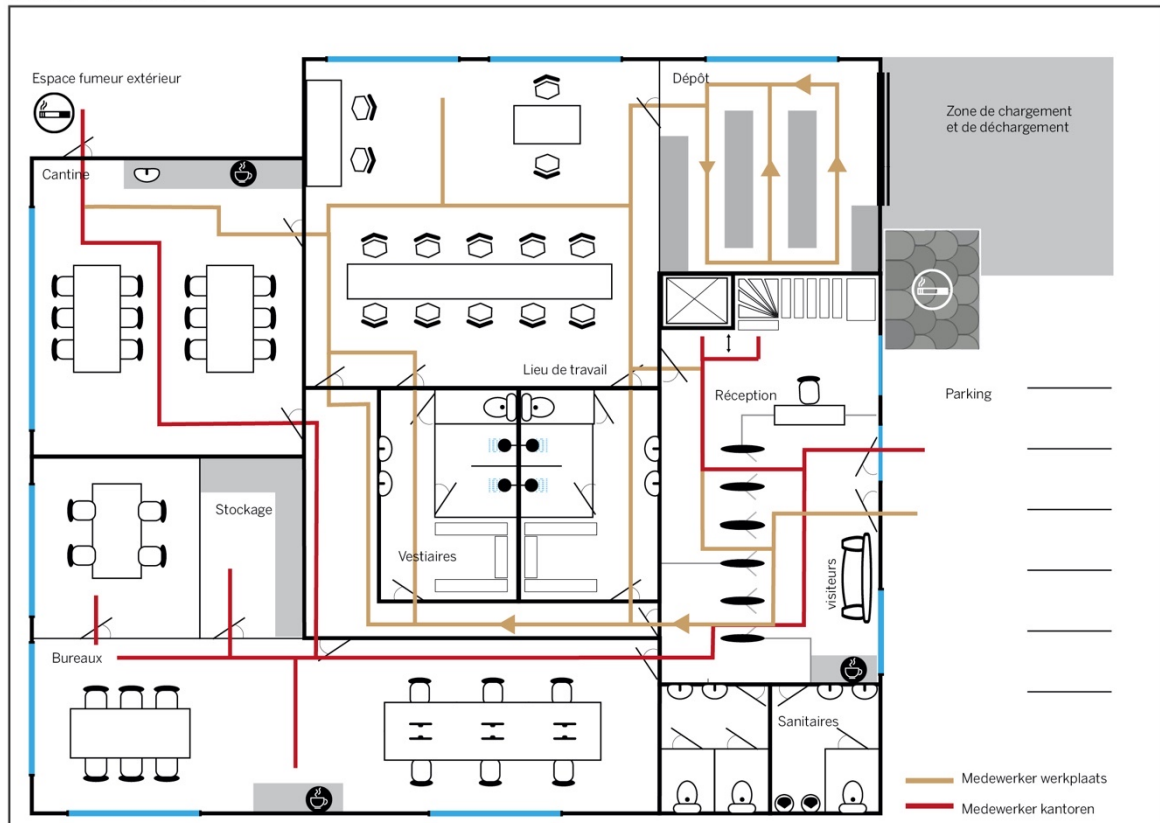 Espace fumeur extérieur
Dépôt
Zone de chargement
et de déchargement
Cantine
Lieu de travail
Réception
Parking
Stockage
Vestiaires
visiteurs
Bureaux
Sanitaires
Medewerker werkplaats
Medewerker kantoren